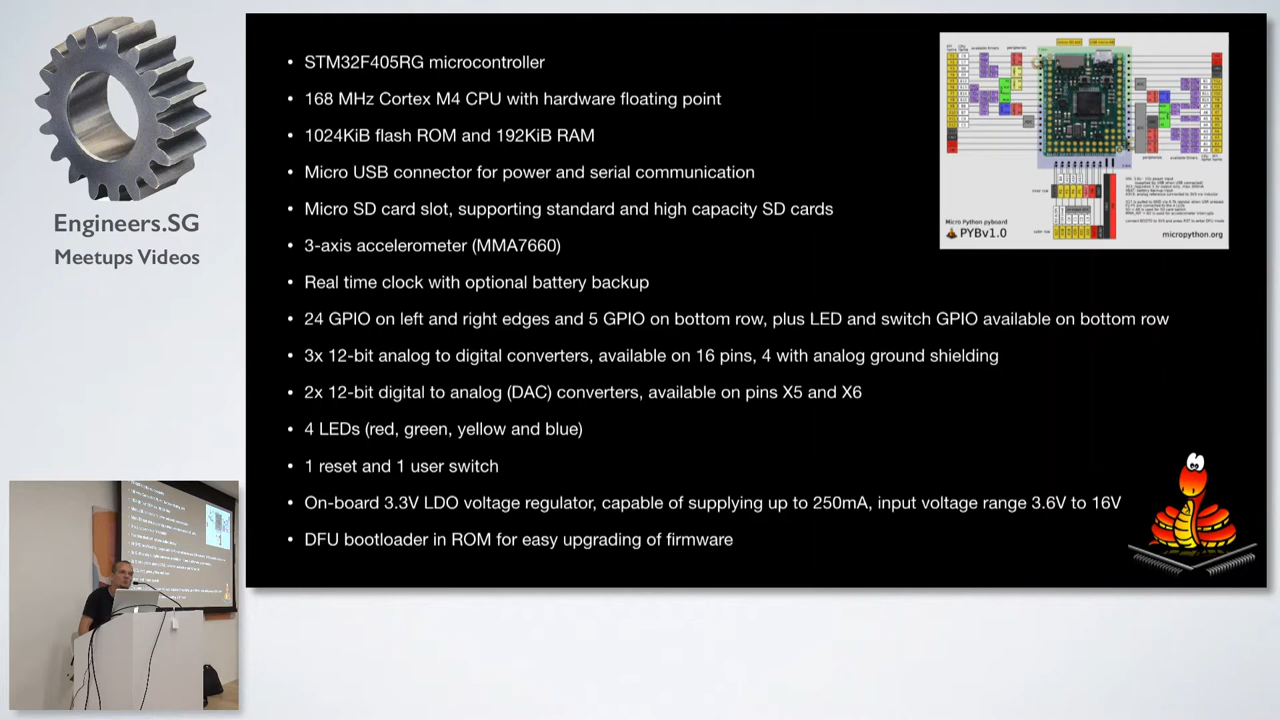 Engineers.SG
Meetups Videos
• STM32F405RG microcontroller
• 168 MHz Cortex M4 CPU with hardware floating point
• 1024KiB flash ROM and 192KiB RAM
• Micro USB connector for power and serial communication
• Micro SD card slot, supporting standard and high capacity SD cards
• 3-axis accelerometer (MMA7660)
• Real time clock with optional battery backup
• 24 GPIO on left and right edges and 5 GPIO on bottom row, plus LED and switch GPIO available on bottom row
• 3x 12-bit analog to digital converters, available on 16 pins, 4 with analog ground shielding
• 2x 12-bit digital to analog (DAC) converters, available on pins X5 and X6
• 4 LEDs (red, green, yellow and blue)
• 1 reset and 1 user switch
• On-board 3.3V LDO voltage regulator, capable of supplying up to 250mA, input voltage range 3.6V to 16V
• DFU bootloader in ROM for easy upgrading of firmware
Micro Python pyboard
PYBv1.0
micropython.org